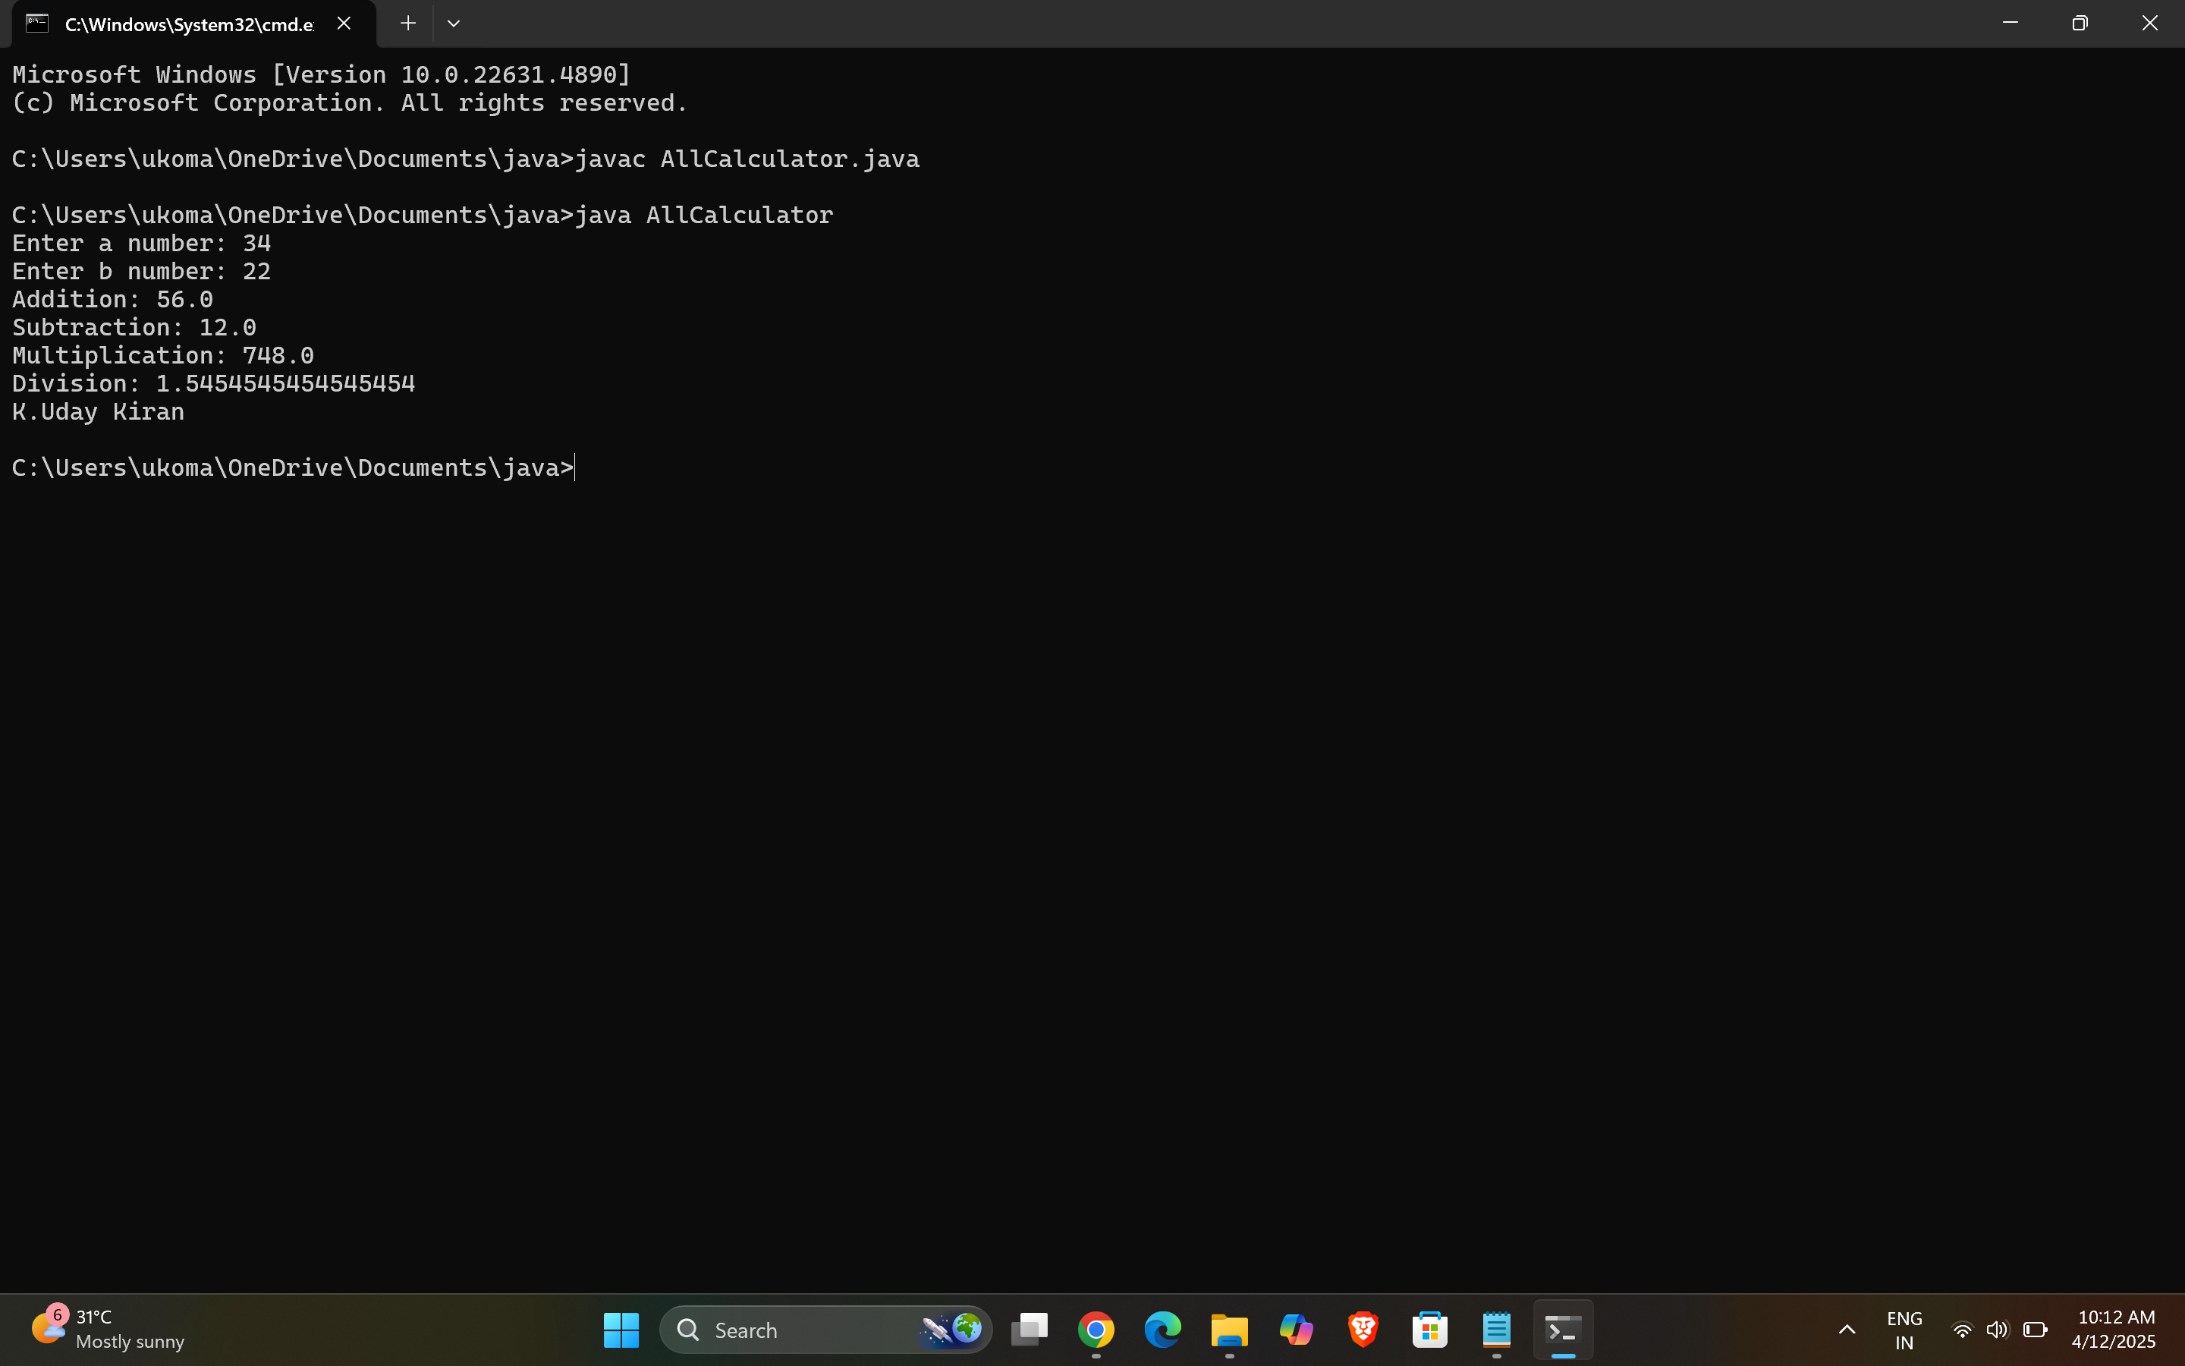 C:\Windows\System32\cmd.e
Microsoft Windows [Version 10.0.22631.4890]
(c) Microsoft Corporation. All rights reserved.
C:\Users\ukoma\OneDrive\Documents\java>javac AllCalculator.java
C:\Users\ukoma\OneDrive\Documents\java>java AllCalculator
Enter a number: 34
Enter b number: 22
Addition: 56.0
Subtraction: 12.0
Multiplication: 748.0
Division: 1.5454545454545454
K.Uday Kiran
C:\Users\ukoma\OneDrive\Documents\java>
6
31°C
Mostly sunny
Search
ENG
IN
10:12 AM
4/12/2025